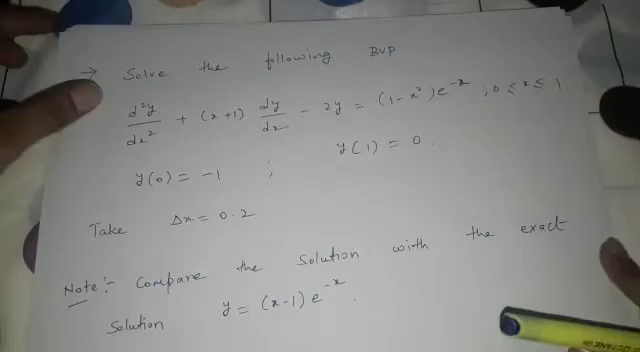 → Solve the following BVP
d²y/dx² + (x+1) dy/dx - 2y = (1-x²)e^-x ; 0 ≤ x ≤ 1
y(0) = -1 ; y(1) = 0.
Take Δx = 0.2
Note:- Compare the solution with the exact
solution y = (x-1) e^-x.